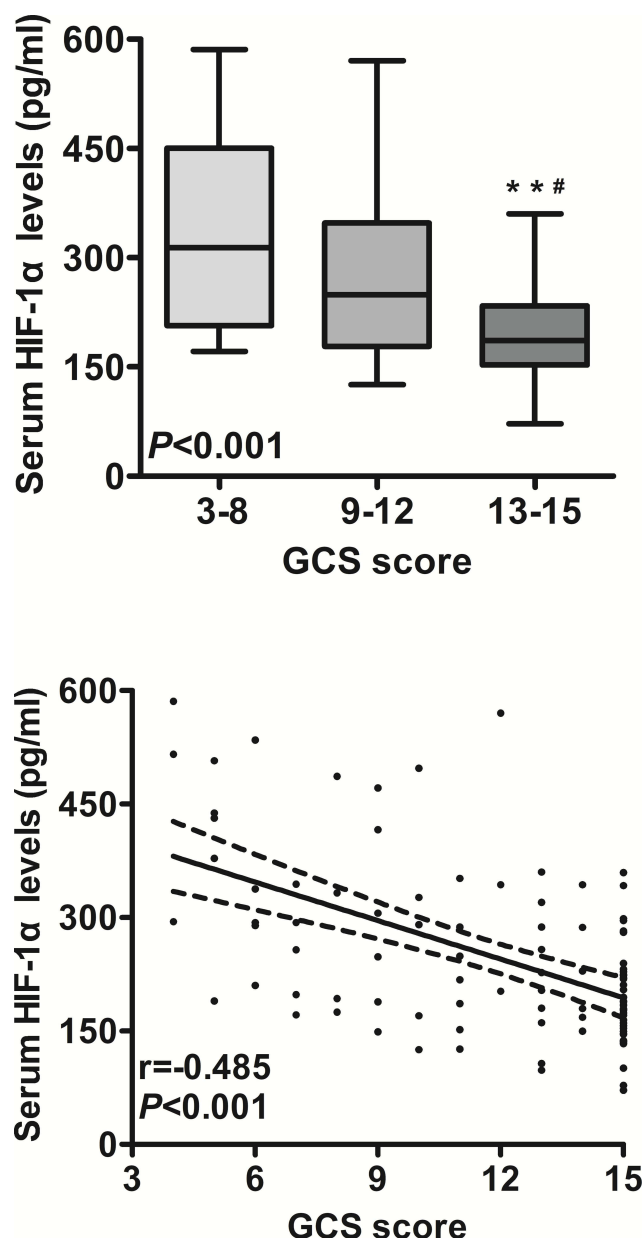 Serum HIF-1α levels (pg/ml)
600
450
300
150
0
* * #
P<0.001
3-8 9-12 13-15
GCS score
Serum HIF-1α levels (pg/ml)
600
450
300
150
0
r=-0.485
P<0.001
3 6 9 12 15
GCS score